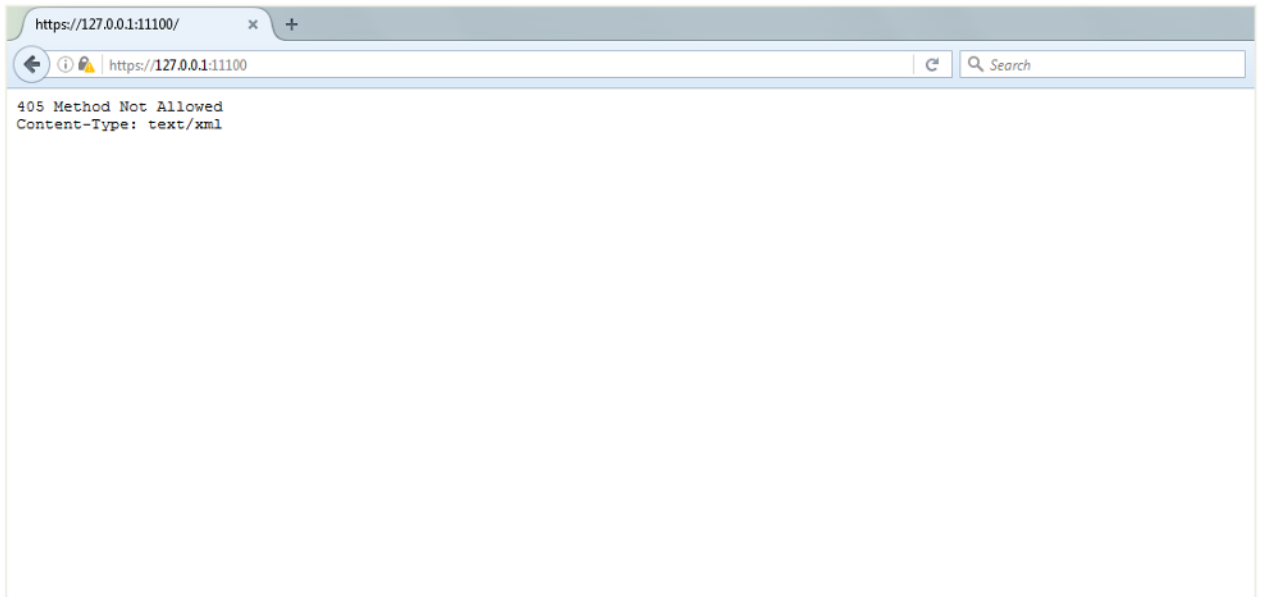 https://127.0.0.1:11100/
https://127.0.0.1:11100
Search
405 Method Not Allowed
Content-Type: text/xml